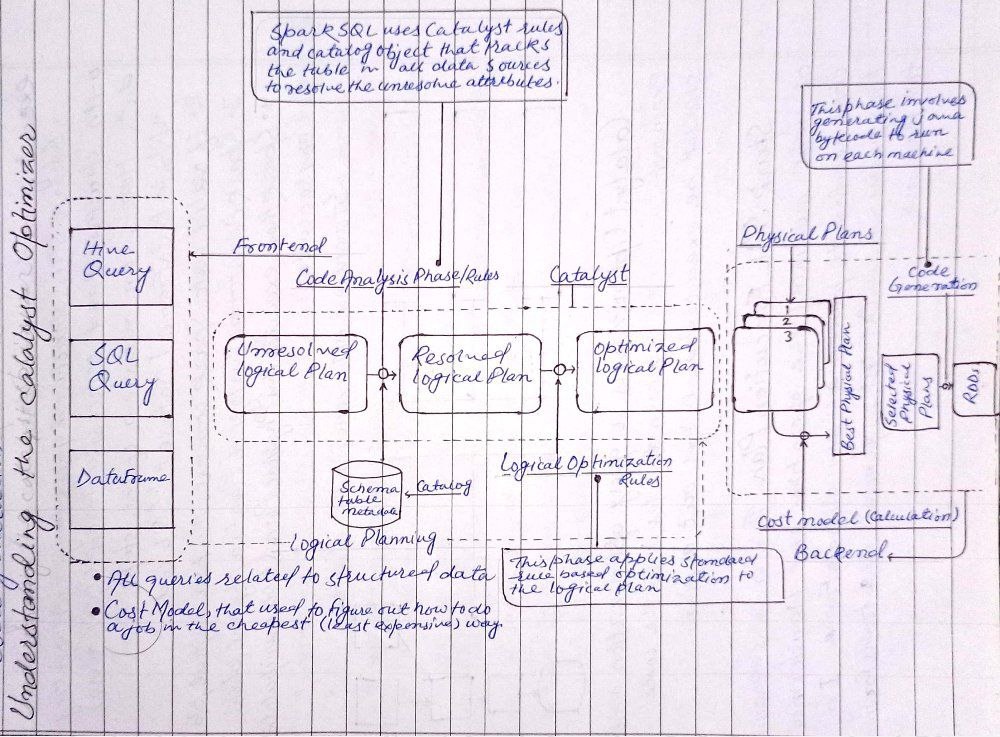 Understanding the Catalyst Optimizer
SparkSQL uses Catalyst rules
and catalog object that tracks
the table in all data sources
to resolve the unresolve attributes.
This phase involves
generating java
bytecode to run
on each machine
Hive
Query
SQL
Query
DataFrame
Frontend
Code Analysis Phase/Rules
Catalyst
Unresolved
logical Plan
Resolved
logical Plan
Optimized
logical Plan
Schema
table
metadata
Catalog
Logical Planning
Logical Optimization
Rules
This phase applies standard
rule based optimization to
the logical plan
Physical Plans
1
2
3
Best Physical Plan
Code
Generation
Selected
Physical
Plans
RDDs
Cost model (Calculation)
Backend
• All queries related to structured data
• Cost Model, that used to figure out how to do
a job in the cheapest (least expensive) way.